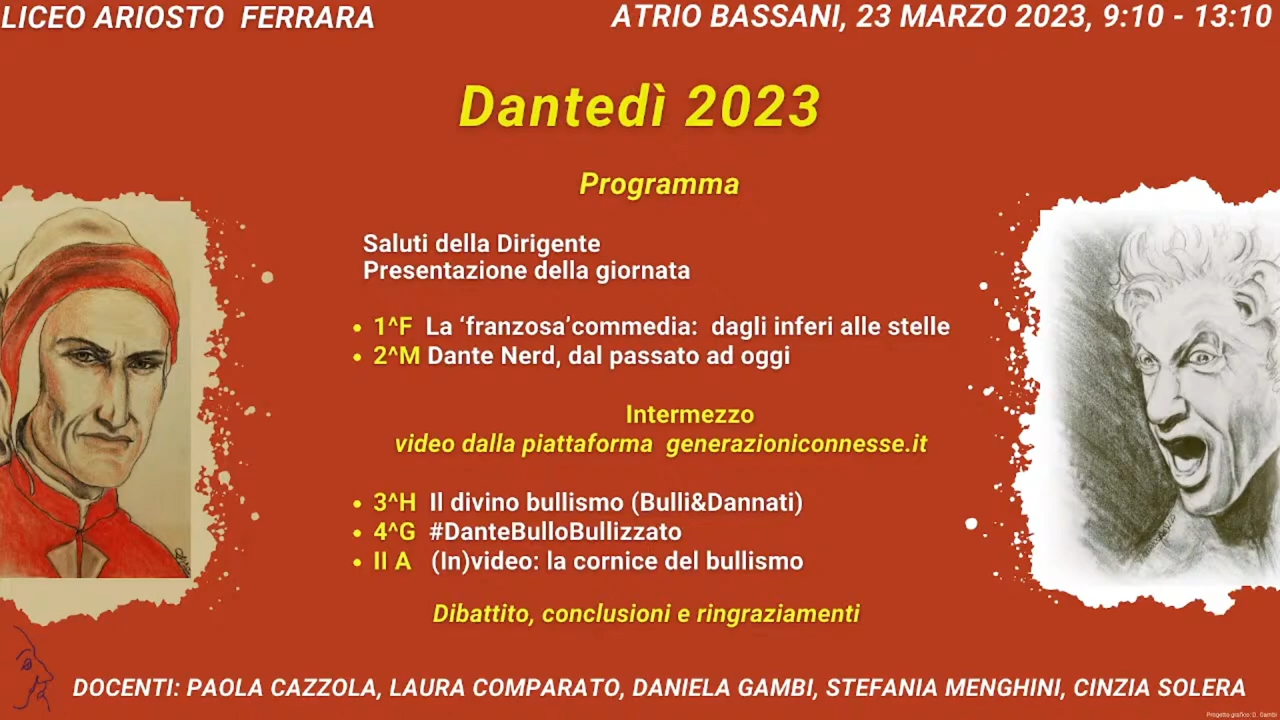 LICEO ARIOSTO FERRARA
ATRIO BASSANI, 23 MARZO 2023, 9:10 - 13:10
Dantedì 2023
Programma
Saluti della Dirigente
Presentazione della giornata
• 1^F La ‘franzosa’commedia: dagli inferi alle stelle
• 2^M Dante Nerd, dal passato ad oggi
Intermezzo
video dalla piattaforma generazioniconnesse.it
• 3^H Il divino bullismo (Bulli&Dannati)
• 4^G #DanteBulloBullizzato
• II A (In)video: la cornice del bullismo
Dibattito, conclusioni e ringraziamenti
DOCENTI: PAOLA CAZZOLA, LAURA COMPARATO, DANIELA GAMBI, STEFANIA MENGHINI, CINZIA SOLERA
Progetto grafico: D. Gambi